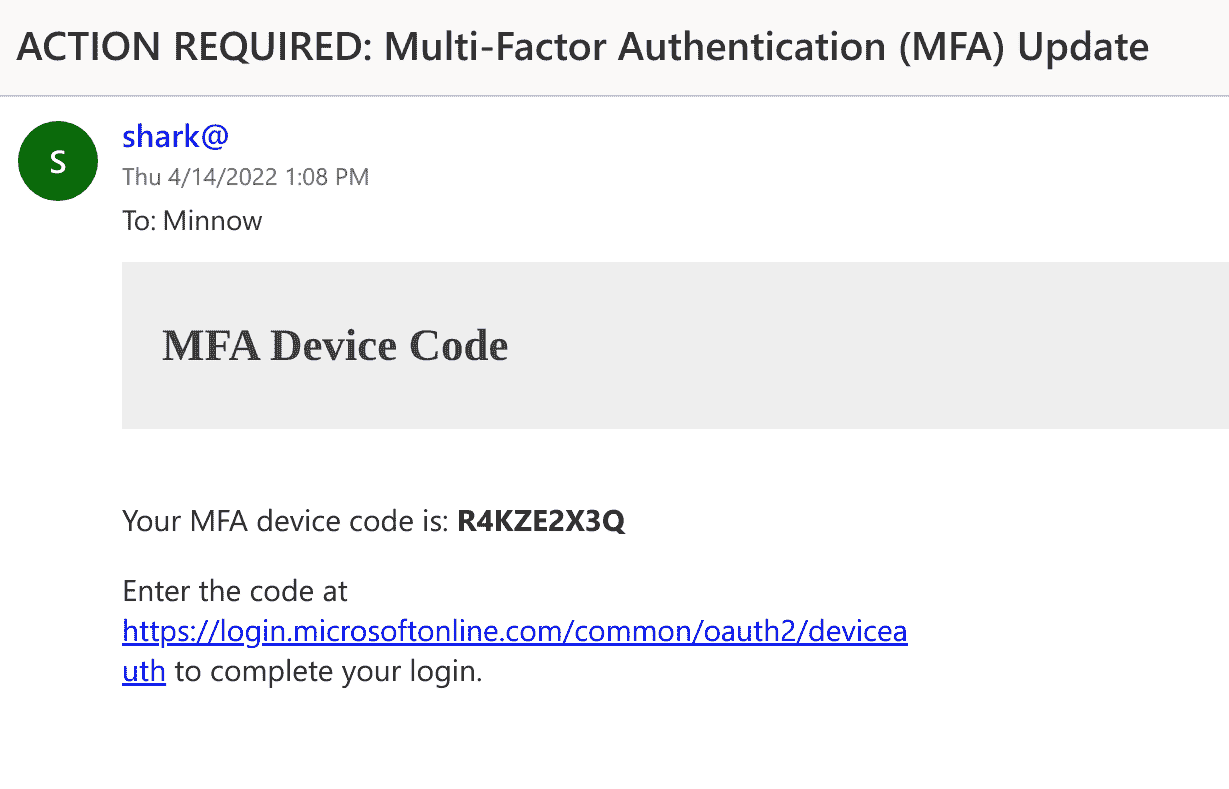 ACTION REQUIRED: Multi-Factor Authentication (MFA) Update
S
shark@
Thu 4/14/2022 1:08 PM
To: Minnow
MFA Device Code
Your MFA device code is: R4KZE2X3Q
Enter the code at
https://login.microsoftonline.com/common/oauth2/devicea
uth to complete your login.